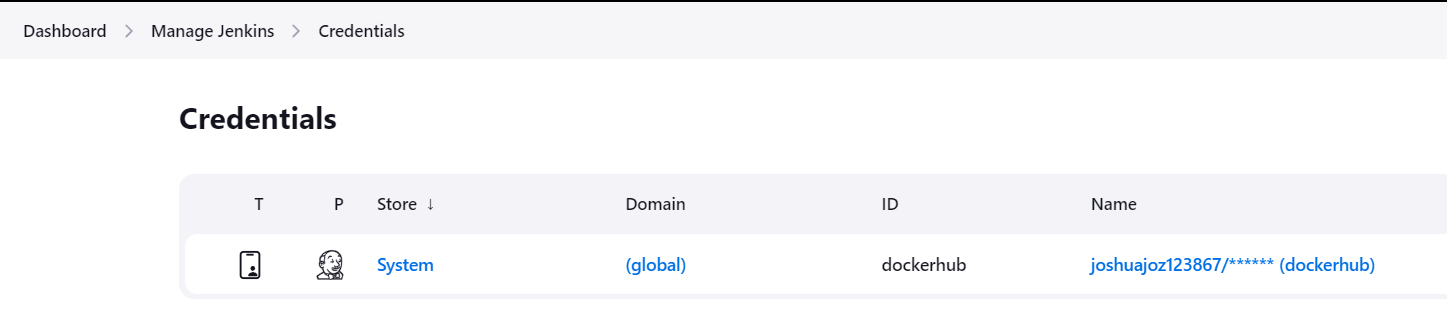 Dashboard > Manage Jenkins > Credentials
Credentials
T P Store ↓ Domain ID Name
System (global) dockerhub joshuajoz123867/****** (dockerhub)